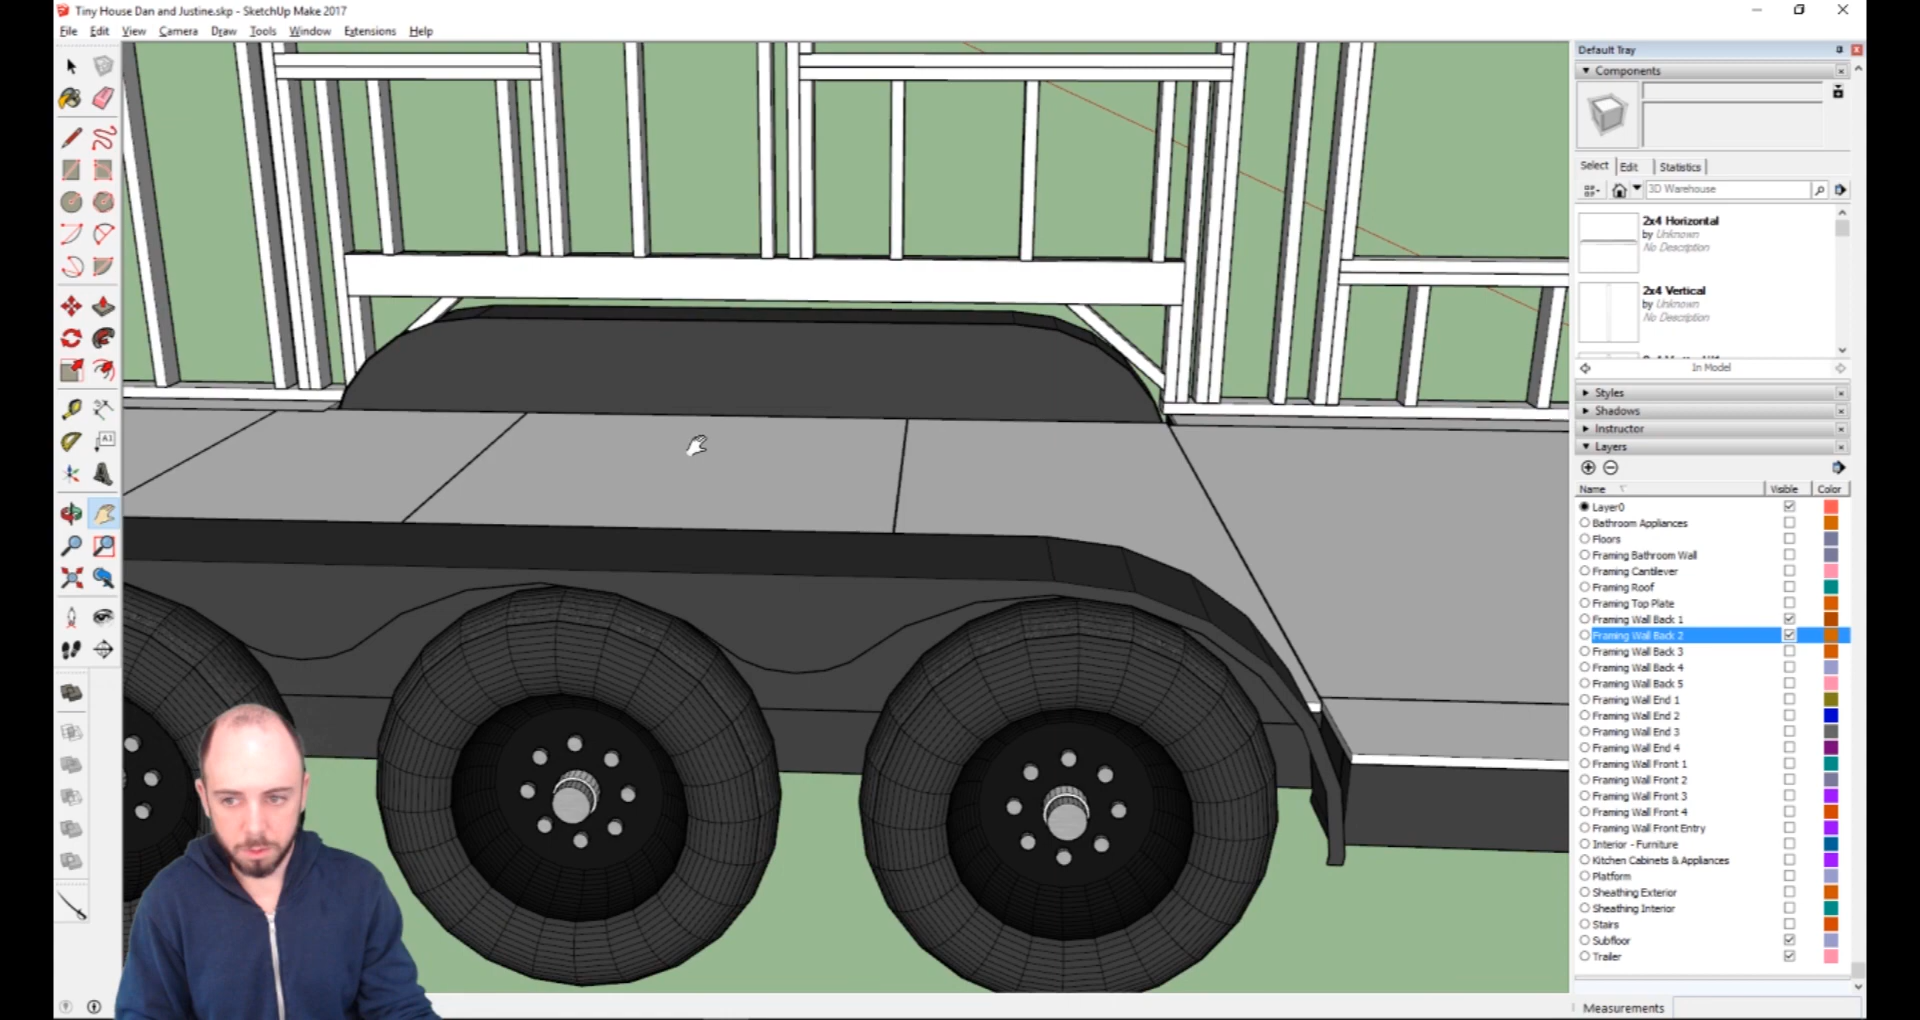 Tiny House Dan and Justine.skp - SketchUp Make 2017
File Edit View Camera Draw Tools Window Extensions Help
Default Tray
Components
Select Edit Statistics
3D Warehouse
2x4 Horizontal
by Unknown
No Description
2x4 Vertical
by Unknown
No Description
In Model
Styles
Shadows
Instructor
Layers
Name Visible Color
Layer0
Bathroom Appliances
Floors
Framing Bathroom Wall
Framing Cantilever
Framing Roof
Framing Top Plate
Framing Wall Back 1
Framing Wall Back 2
Framing Wall Back 3
Framing Wall Back 4
Framing Wall Back 5
Framing Wall End 1
Framing Wall End 2
Framing Wall End 3
Framing Wall End 4
Framing Wall Front 1
Framing Wall Front 2
Framing Wall Front 3
Framing Wall Front 4
Framing Wall Front Entry
Interior - Furniture
Kitchen Cabinets & Appliances
Platform
Sheathing Exterior
Sheathing Interior
Stairs
Subfloor
Trailer
Measurements